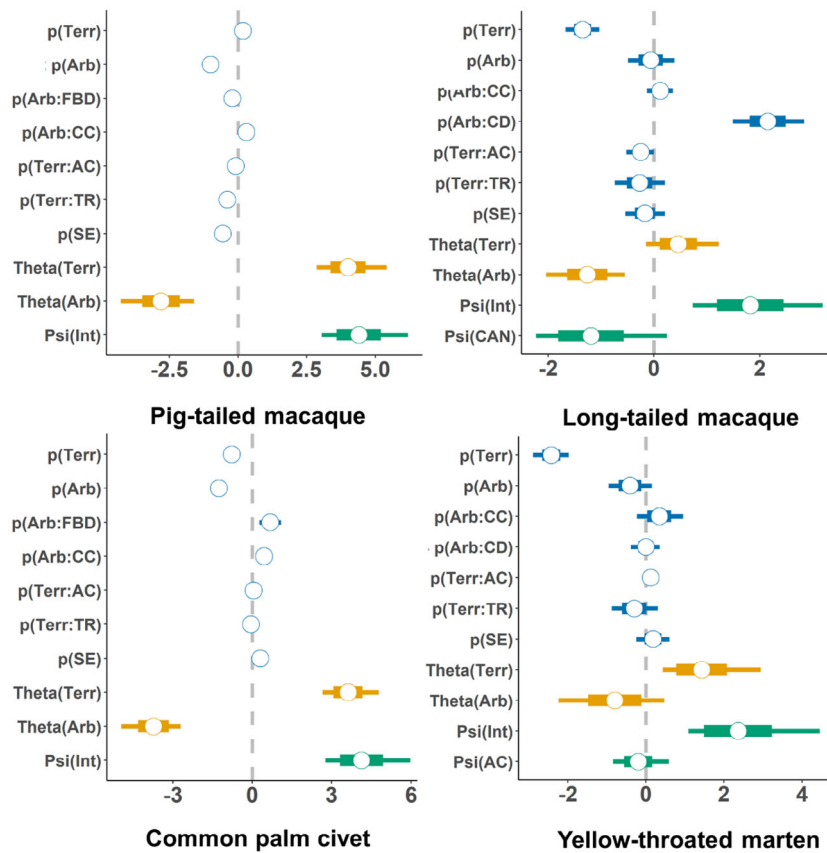 p(Terr)
p(Arb)
p(Arb:FBD)
p(Arb:CC)
p(Terr:AC)
p(Terr:TR)
p(SE)
Theta(Terr)
Theta(Arb)
Psi(Int)
-2.5 0.0 2.5 5.0
Pig-tailed macaque
p(Terr)
p(Arb)
p(Arb:CC)
p(Arb:CD)
p(Terr:AC)
p(Terr:TR)
p(SE)
Theta(Terr)
Theta(Arb)
Psi(Int)
Psi(CAN)
-2 0 2
Long-tailed macaque
p(Terr)
p(Arb)
p(Arb:FBD)
p(Arb:CC)
p(Terr:AC)
p(Terr:TR)
p(SE)
Theta(Terr)
Theta(Arb)
Psi(Int)
-3 0 3 6
Common palm civet
p(Terr)
p(Arb)
p(Arb:CC)
p(Arb:CD)
p(Terr:AC)
p(Terr:TR)
p(SE)
Theta(Terr)
Theta(Arb)
Psi(Int)
Psi(AC)
-2 0 2 4
Yellow-throated marten